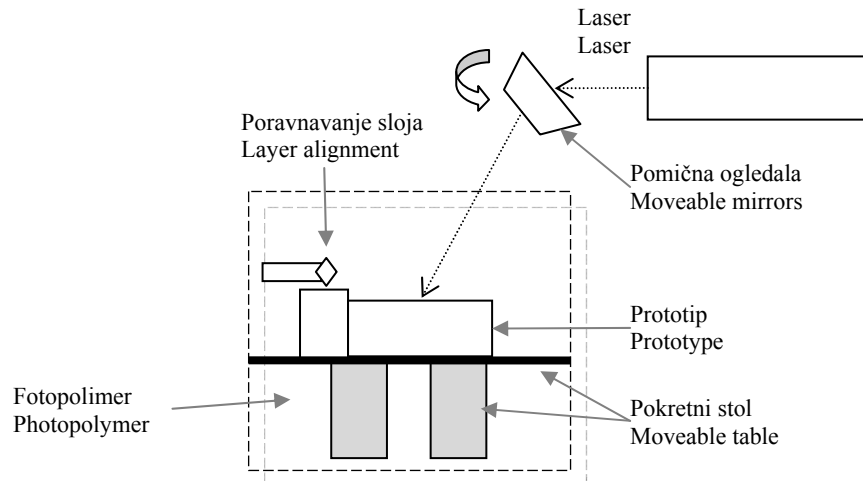 Laser
Laser
Poravnavanje sloja
Layer alignment
Pomična ogledala
Moveable mirrors
Prototip
Prototype
Fotopolimer
Photopolymer
Pokretni stol
Moveable table